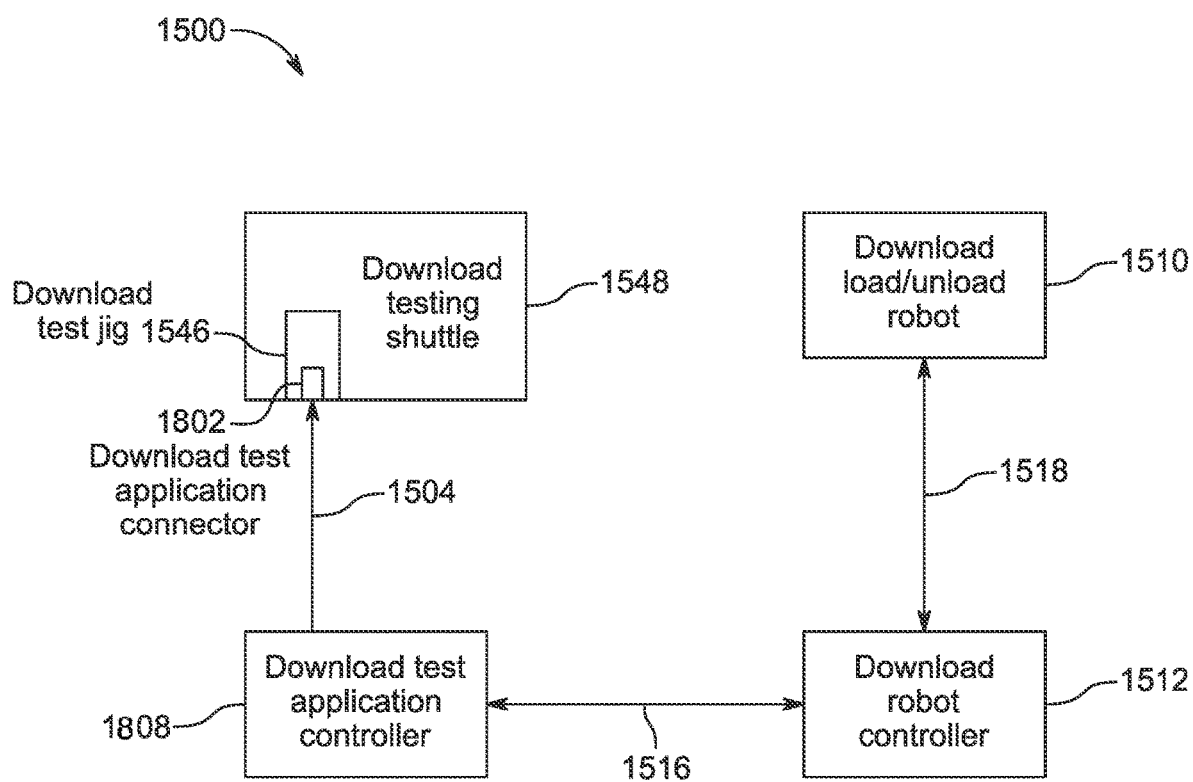 1500
Download
testing
shuttle
1548
Download
load/unload
robot
1510
Download
test jig 1546
1802
Download test
application
connector
1504
1518
Download test
application
controller
1808
1516
Download
robot
controller
1512